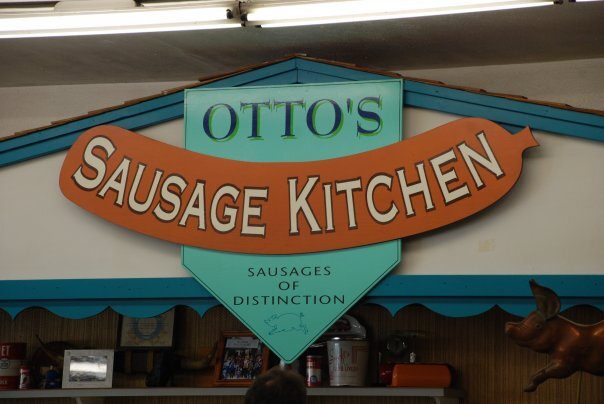 OTTO'S
SAUSAGE KITCHEN
SAUSAGES
OF
DISTINCTION